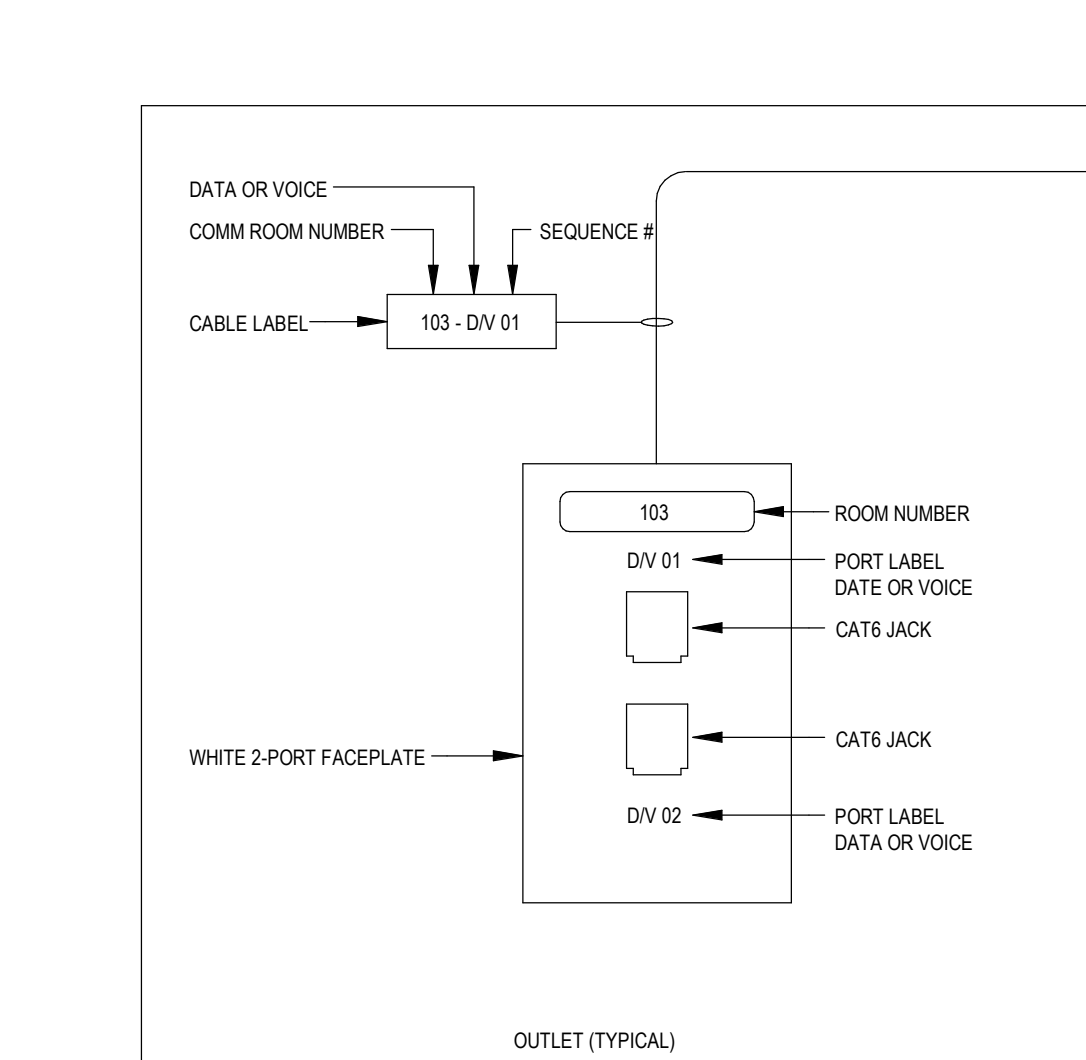 DATA OR VOICE
COMM ROOM NUMBER
SEQUENCE #
CABLE LABEL
103 - D/V 01
103
ROOM NUMBER
D/V 01
PORT LABEL
DATE OR VOICE
CAT6 JACK
CAT6 JACK
WHITE 2-PORT FACEPLATE
D/V 02
PORT LABEL
DATA OR VOICE
OUTLET (TYPICAL)